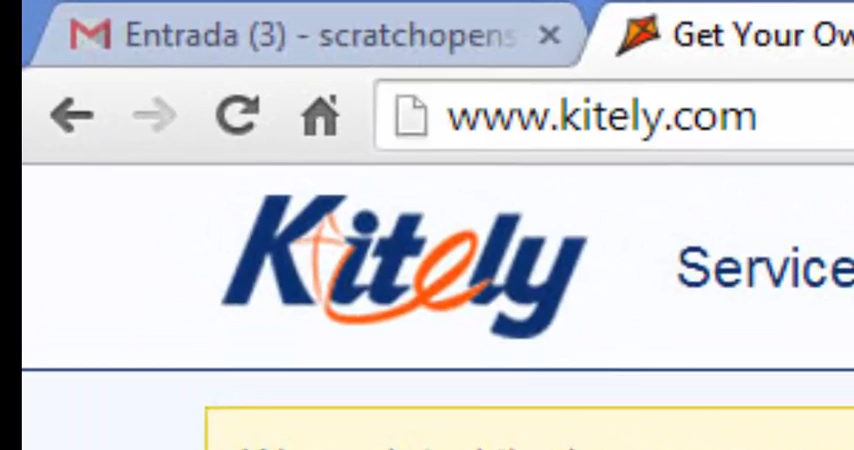 Entrada (3) - scratchopens
Get Your Ow
www.kitely.com
Kitely
Service